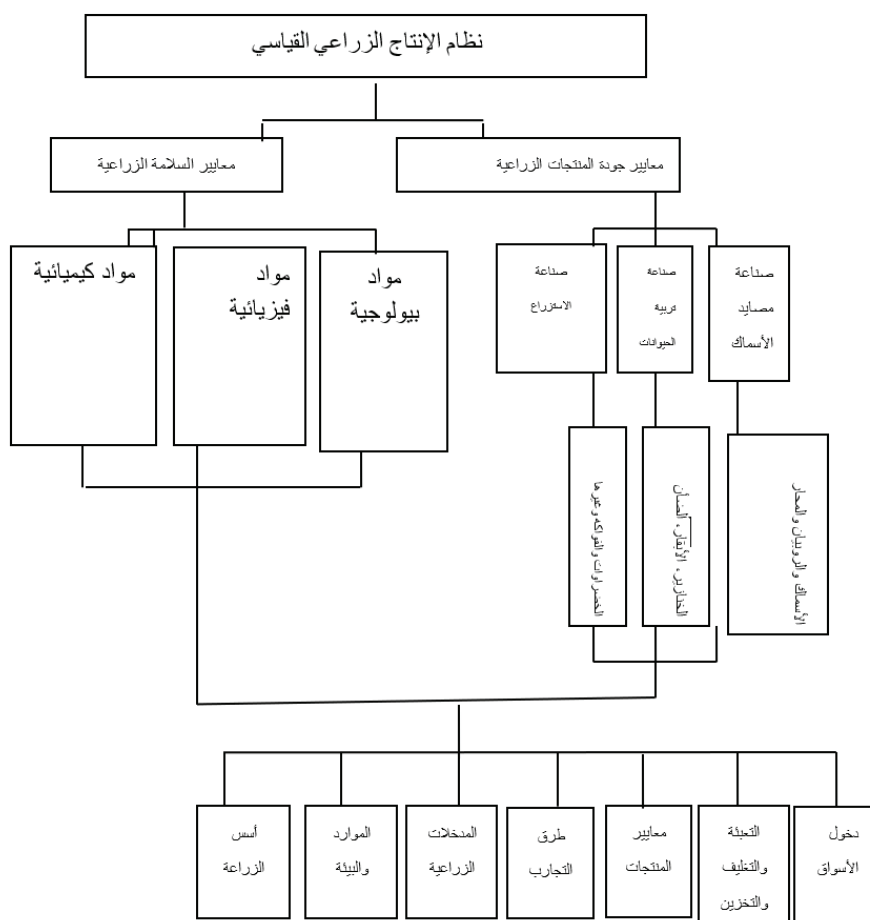 نظام الإنتاج الزراعي القياسي
معايير جودة المنتجات الزراعية
معايير السلامة الزراعية
صناعة
مصايد
الأسماك
صناعة
تربية
الحيوانات
صناعة
الاستزراع
مواد
بيولوجية
مواد
فيزيائية
مواد كيميائية
الأسماك والروبيان والمحار
الخنازير، الأبقار، الضأن
الخضراوات والفواكه وغيرها
دخول
الأسواق
التعبئة
والتغليف
والتخزين
معايير
المنتجات
طرق
التجارب
المدخلات
الزراعية
الموارد
والبيئة
أسس
الزراعة